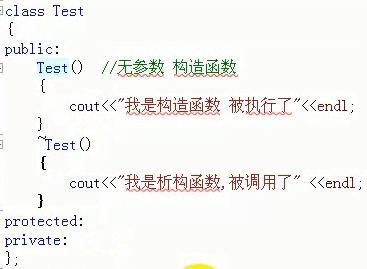 class Test
{
public:
    Test()  //无参数 构造函数
    {
        cout<<"我是构造函数 被执行了"<<endl;
    }
    ~Test()
    {
        cout<<"我是析构函数,被调用了" <<endl;
    }
protected:
private:
};